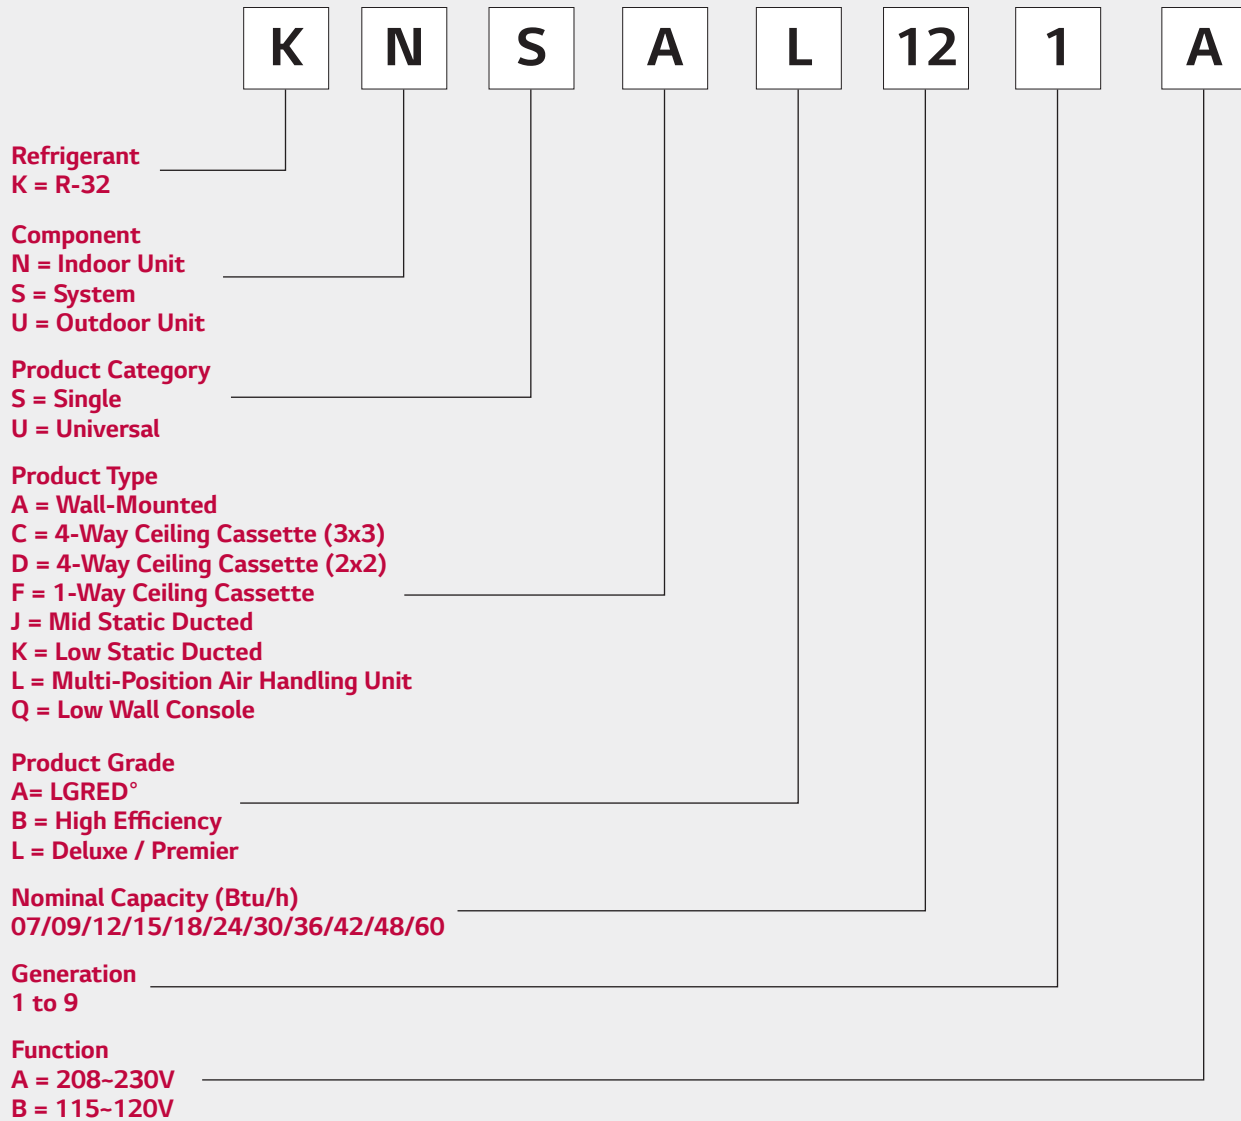 K N S A L 12 1 A
Refrigerant
K = R-32
Component
N = Indoor Unit
S = System
U = Outdoor Unit
Product Category
S = Single
U = Universal
Product Type
A = Wall-Mounted
C = 4-Way Ceiling Cassette (3x3)
D = 4-Way Ceiling Cassette (2x2)
F = 1-Way Ceiling Cassette
J = Mid Static Ducted
K = Low Static Ducted
L = Multi-Position Air Handling Unit
Q = Low Wall Console
Product Grade
A= LGRED°
B = High Efficiency
L = Deluxe / Premier
Nominal Capacity (Btu/h)
07/09/12/15/18/24/30/36/42/48/60
Generation
1 to 9
Function
A = 208~230V
B = 115~120V